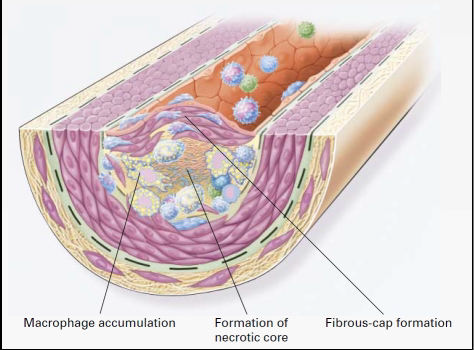 Macrophage accumulation
Formation of
necrotic core
Fibrous-cap formation